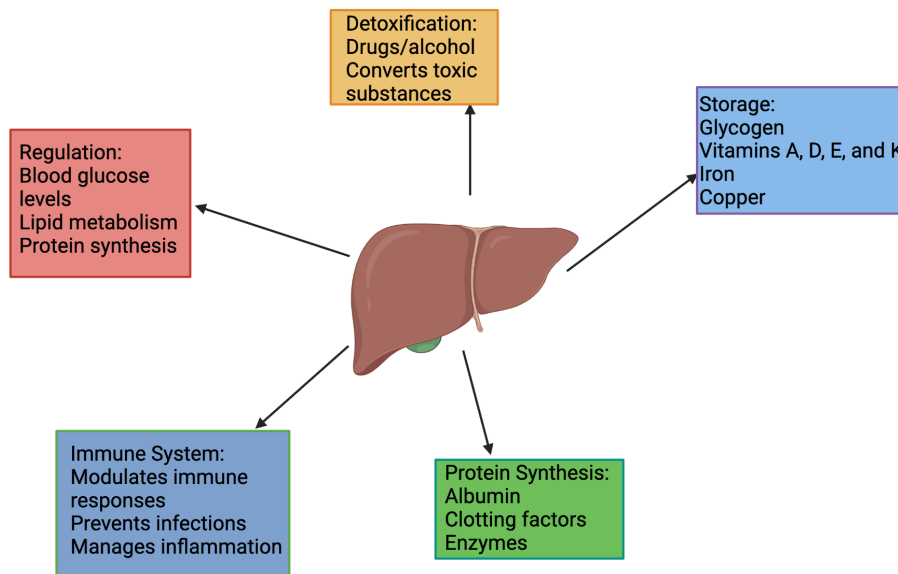 Detoxification:
Drugs/alcohol
Converts toxic
substances
Storage:
Glycogen
Vitamins A, D, E, and K
Iron
Copper
Regulation:
Blood glucose
levels
Lipid metabolism
Protein synthesis
Immune System:
Modulates immune
responses
Prevents infections
Manages inflammation
Protein Synthesis:
Albumin
Clotting factors
Enzymes